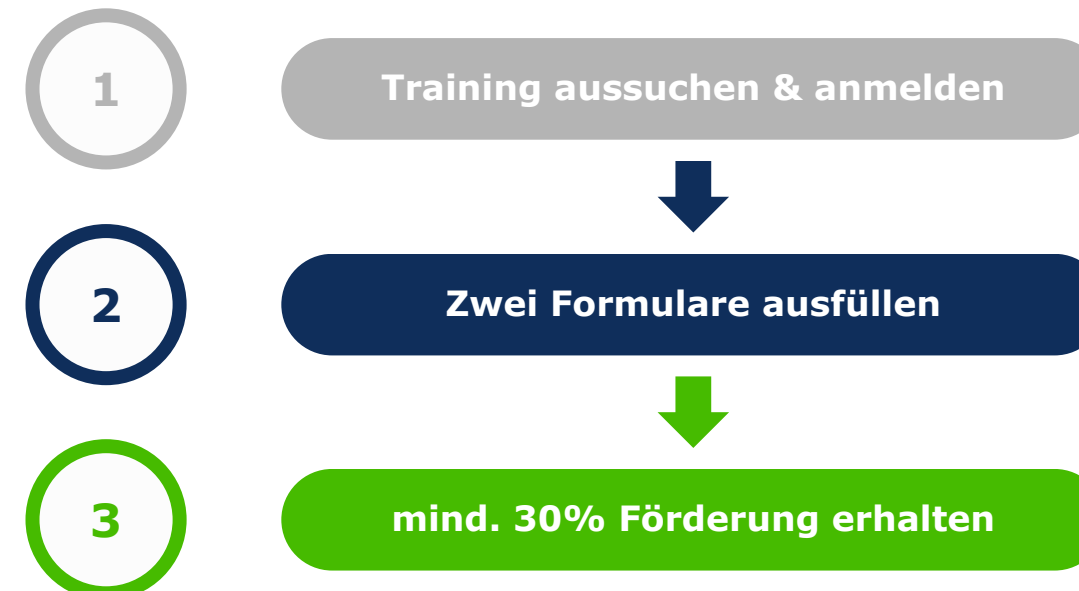 1
Training aussuchen & anmelden
2
Zwei Formulare ausfüllen
3
mind. 30% Förderung erhalten